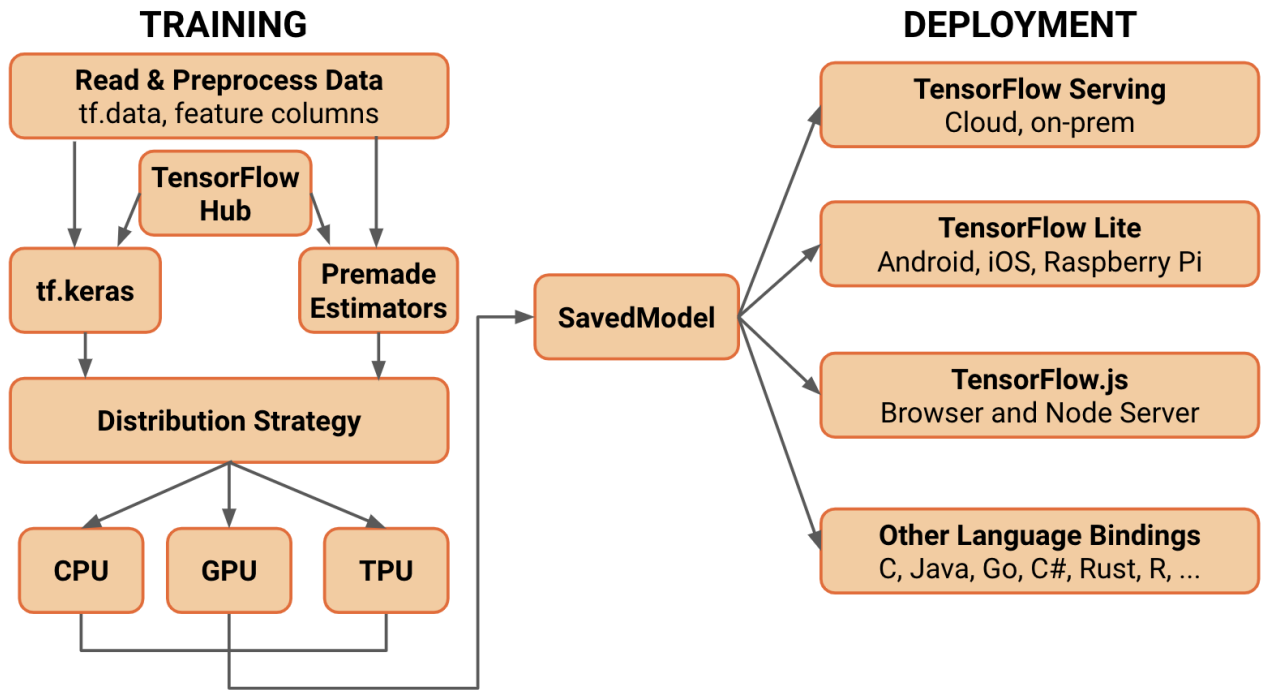 TRAINING
Read & Preprocess Data
tf.data, feature columns
TensorFlow
Hub
tf.keras
Premade
Estimators
Distribution Strategy
CPU
GPU
TPU
SavedModel
DEPLOYMENT
TensorFlow Serving
Cloud, on-prem
TensorFlow Lite
Android, iOS, Raspberry Pi
TensorFlow.js
Browser and Node Server
Other Language Bindings
C, Java, Go, C#, Rust, R, ...